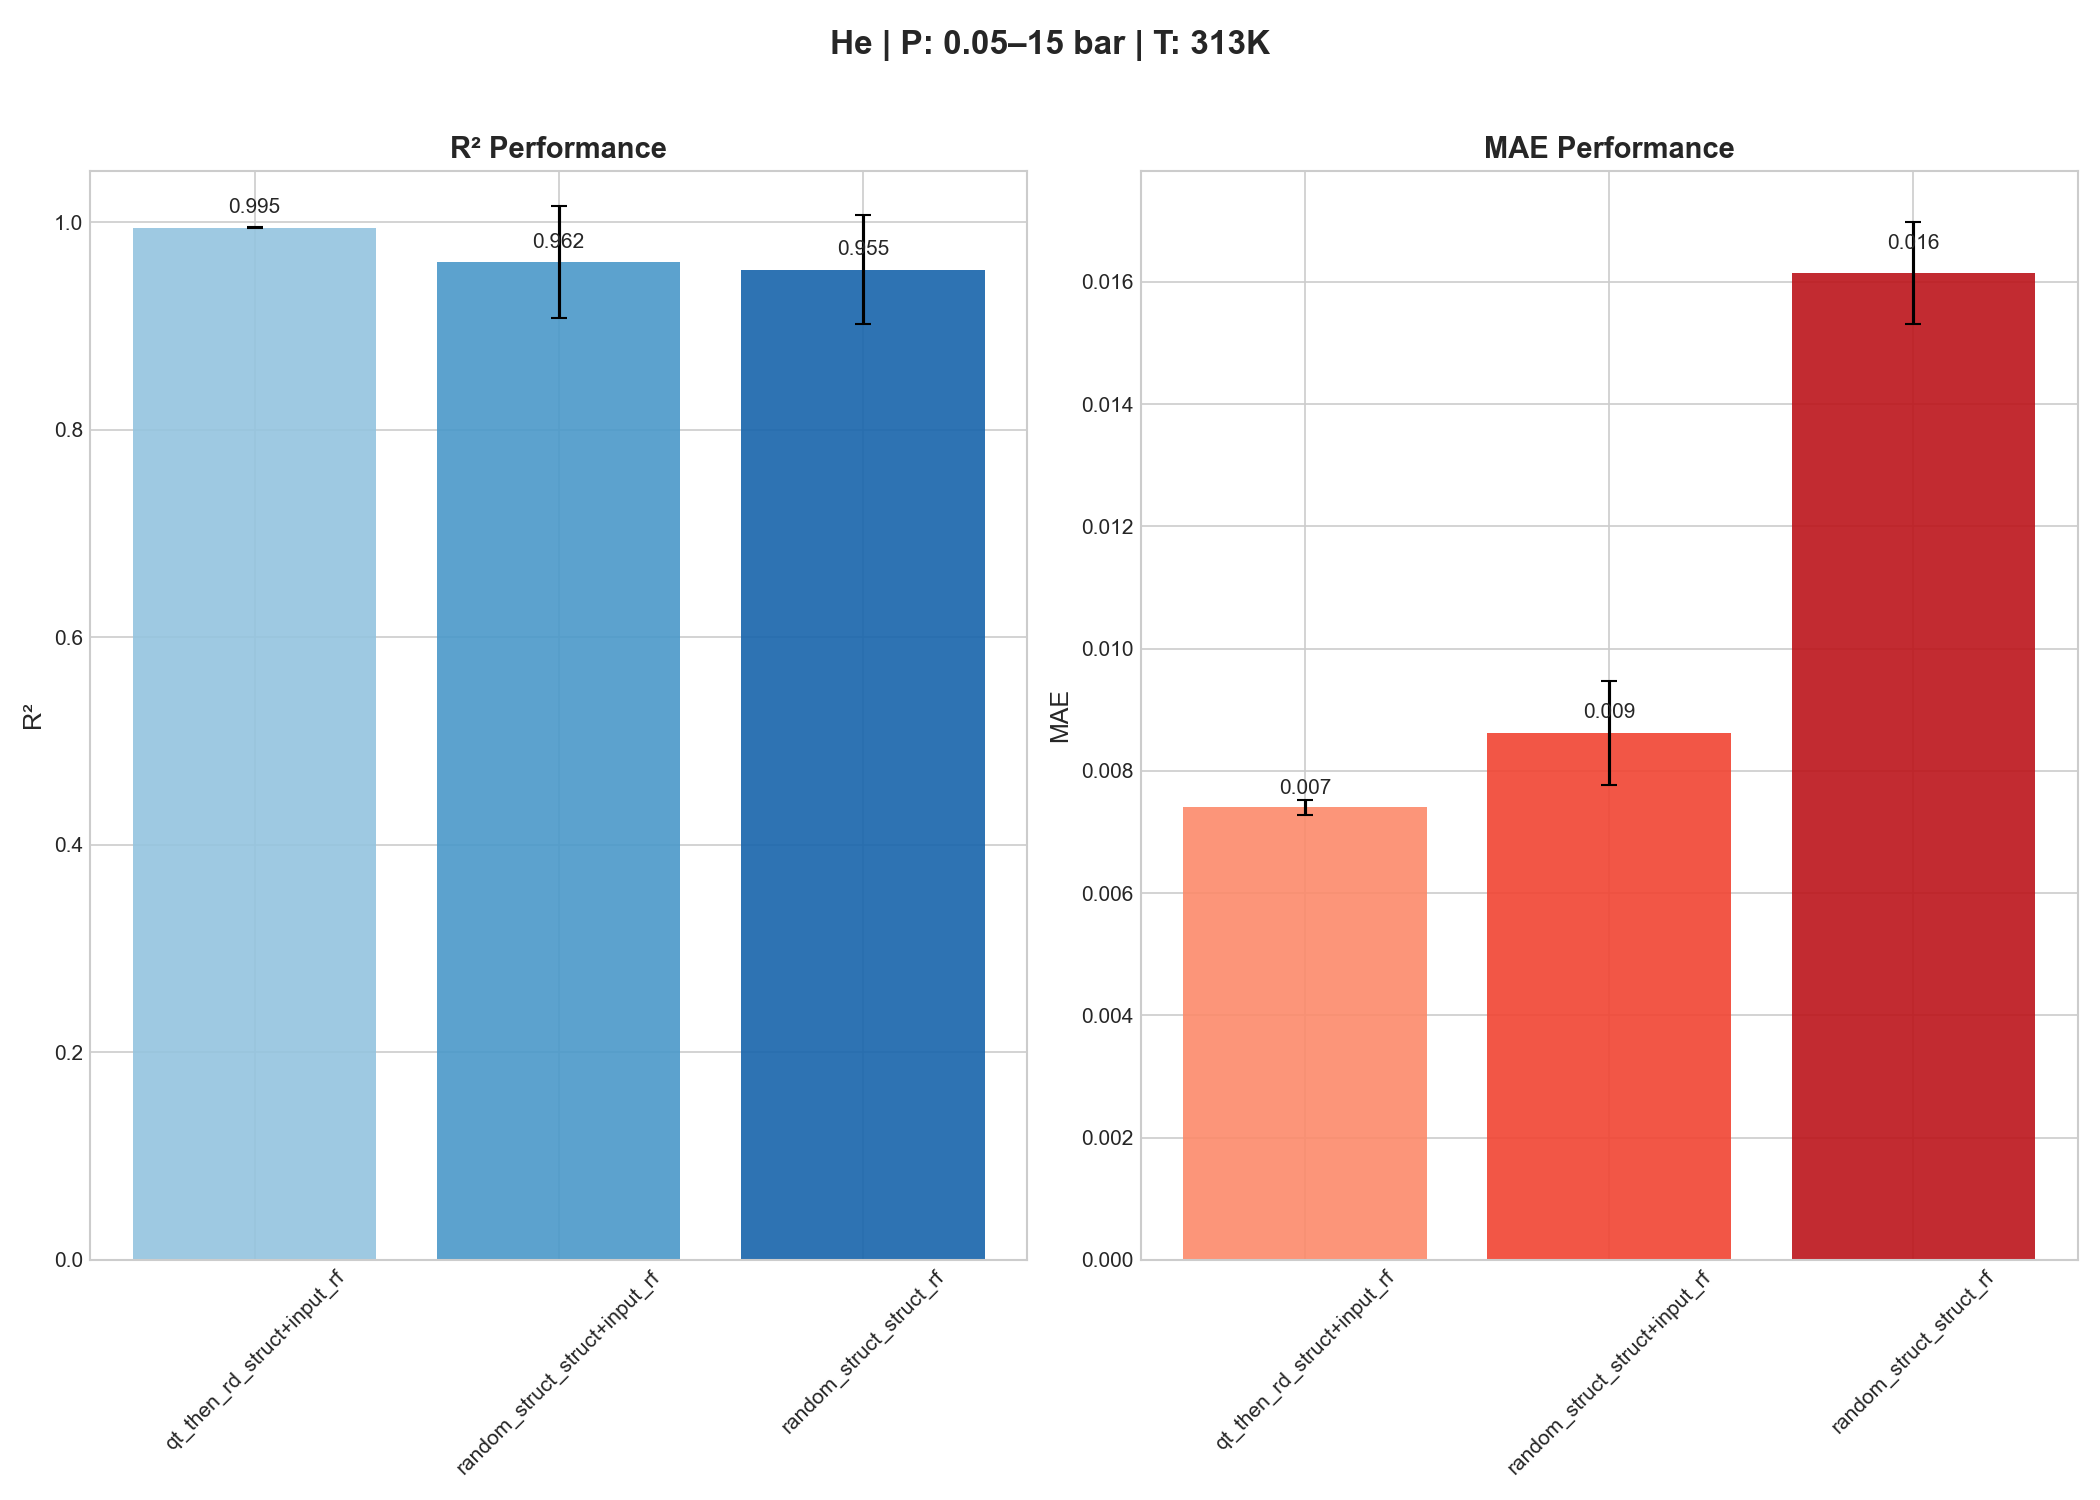 He | P: 0.05–15 bar | T: 313K
R² Performance
R²
1.0
0.8
0.6
0.4
0.2
0.0
0.995
0.962
0.955
qt_then_rd_struct+input_rf
random_struct_struct+input_rf
random_struct_struct_rf
MAE Performance
MAE
0.016
0.014
0.012
0.010
0.008
0.006
0.004
0.002
0.000
0.007
0.009
0.016
qt_then_rd_struct+input_rf
random_struct_struct+input_rf
random_struct_struct_rf